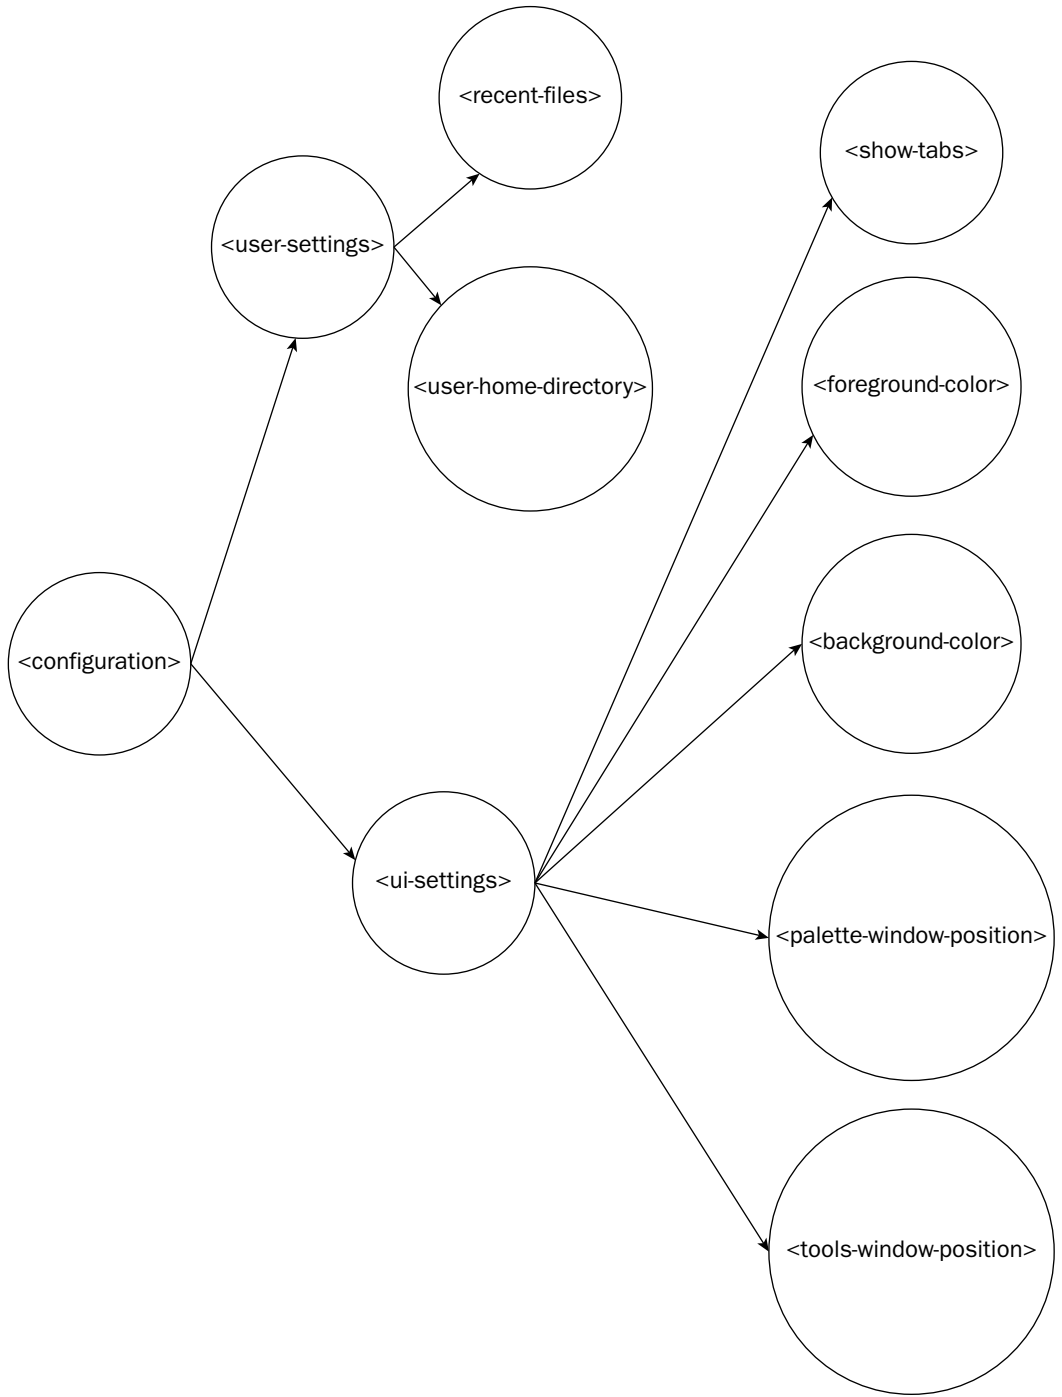 <recent-files>
<show-tabs>
<user-settings>
<foreground-color>
<user-home-directory>
<background-color>
<configuration>
<ui-settings>
<palette-window-position>
<tools-window-position>